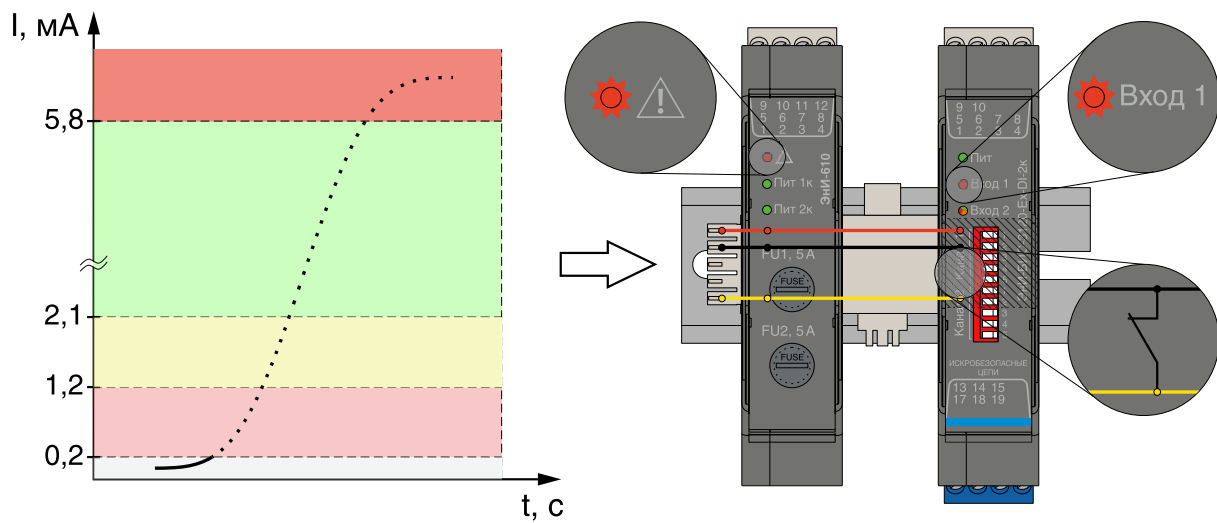 I, мА
5,8
2,1
1,2
0,2
t, с
9 10 11 12
5 6 7 8
1 2 3 4
Пит 1к
Пит 2к
ЭнИ-610
FU1, 5 A
FUSE
FU2, 5 A
FUSE
9 10
5 6 7 8
1 2 3 4
Пит
Вход 1
Вход 2
Вход 1
3
4
ИСКРОБЕЗОПАСНЫЕ
ЦЕПИ
13 14 15
17 18 19